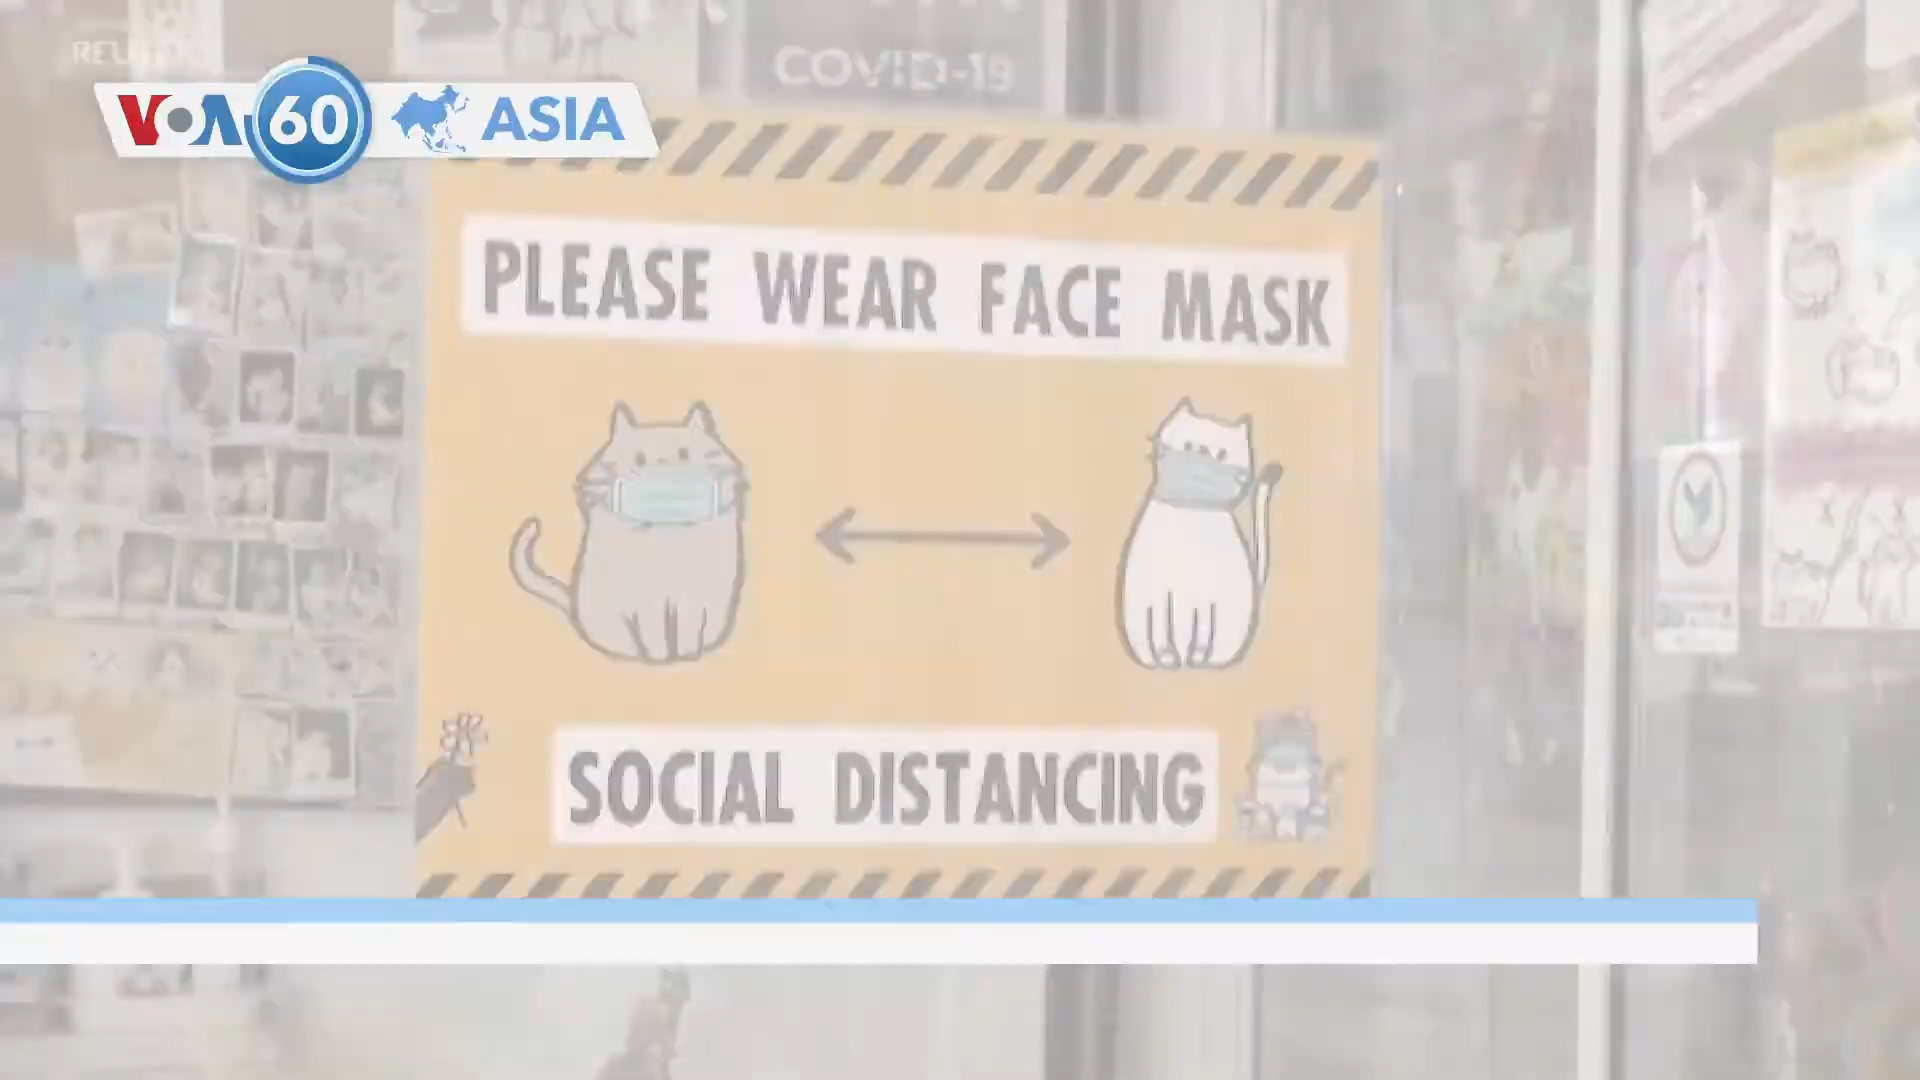 COVID-19
VOA 60 ASIA
PLEASE WEAR FACE MASK
SOCIAL DISTANCING